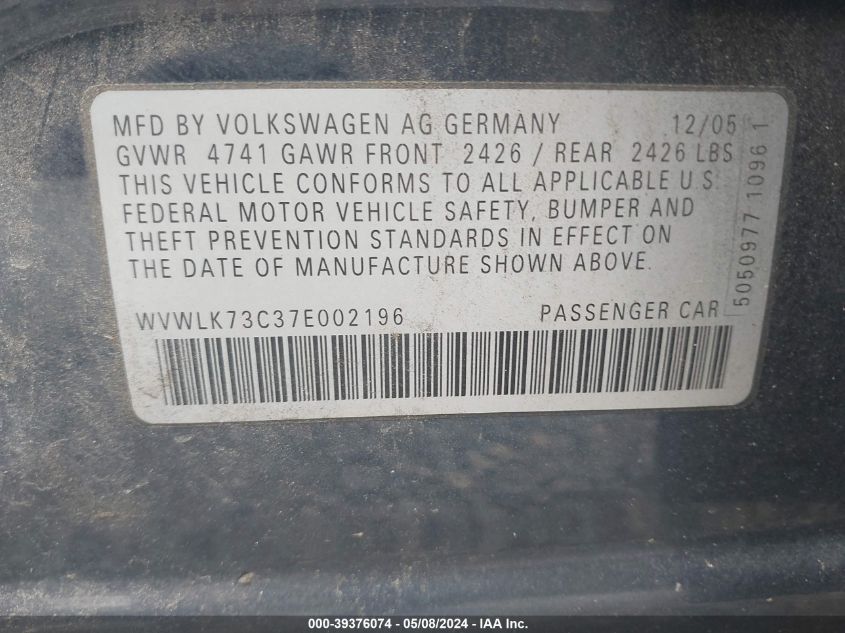 MFD BY VOLKSWAGEN AG GERMANY 12/05
GVWR 4741 GAWR FRONT 2426 / REAR 2426 LBS
THIS VEHICLE CONFORMS TO ALL APPLICABLE U.S.
FEDERAL MOTOR VEHICLE SAFETY, BUMPER AND
THEFT PREVENTION STANDARDS IN EFFECT ON
THE DATE OF MANUFACTURE SHOWN ABOVE.
WVWLK73C37E002196 PASSENGER CAR
5050977 1096 1
000-39376074 - 05/08/2024 - IAA Inc.